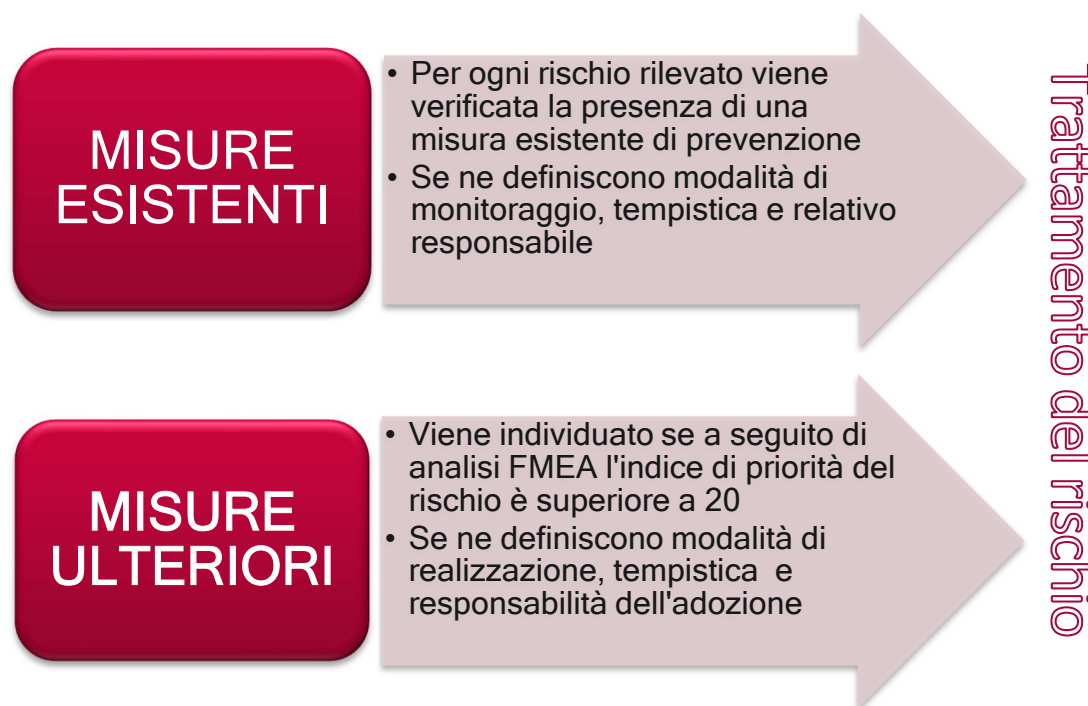 MISURE
ESISTENTI
• Per ogni rischio rilevato viene
verificata la presenza di una
misura esistente di prevenzione
• Se ne definiscono modalità di
monitoraggio, tempistica e relativo
responsabile
MISURE
ULTERIORI
• Viene individuato se a seguito di
analisi FMEA l'indice di priorità del
rischio è superiore a 20
• Se ne definiscono modalità di
realizzazione, tempistica e
responsabilità dell'adozione
Trattamento del rischio